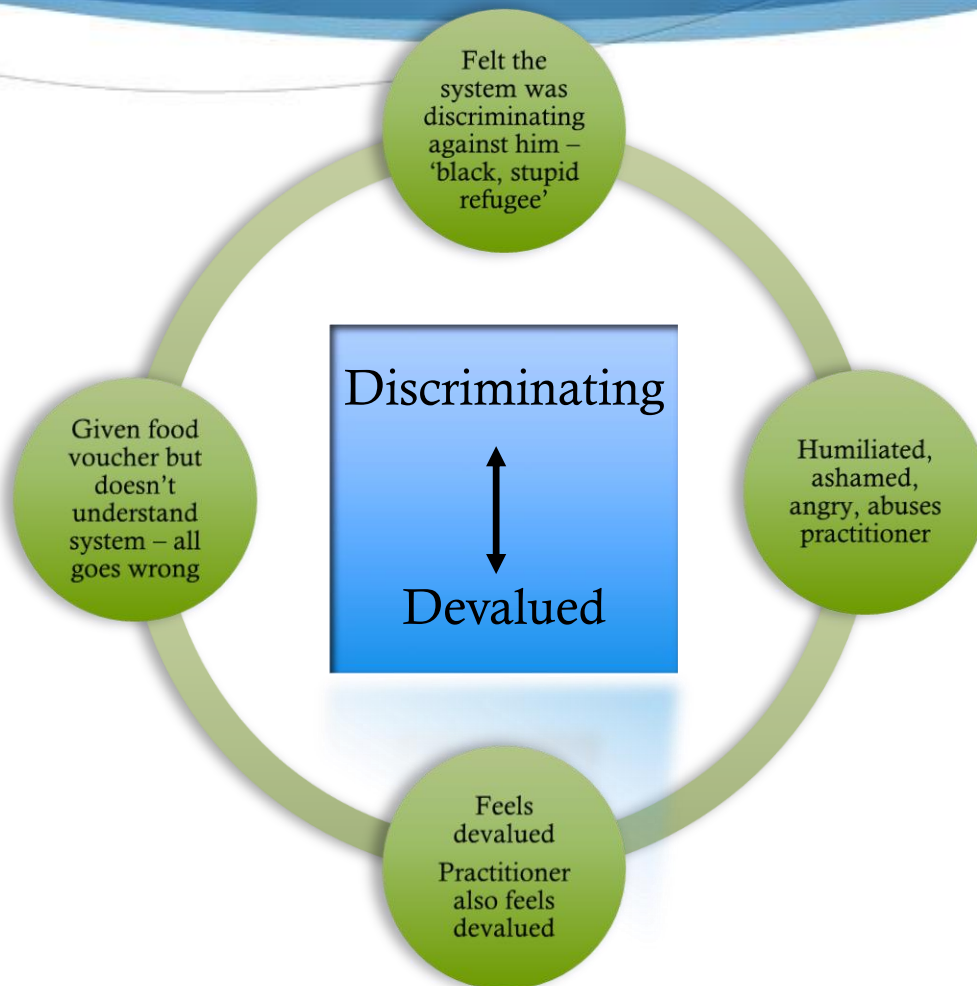 Felt the
system was
discriminating
against him –
‘black, stupid
refugee’
Discriminating
Devalued
Humiliated,
ashamed,
angry, abuses
practitioner
Feels
devalued
Practitioner
also feels
devalued
Given food
voucher but
doesn’t
understand
system – all
goes wrong